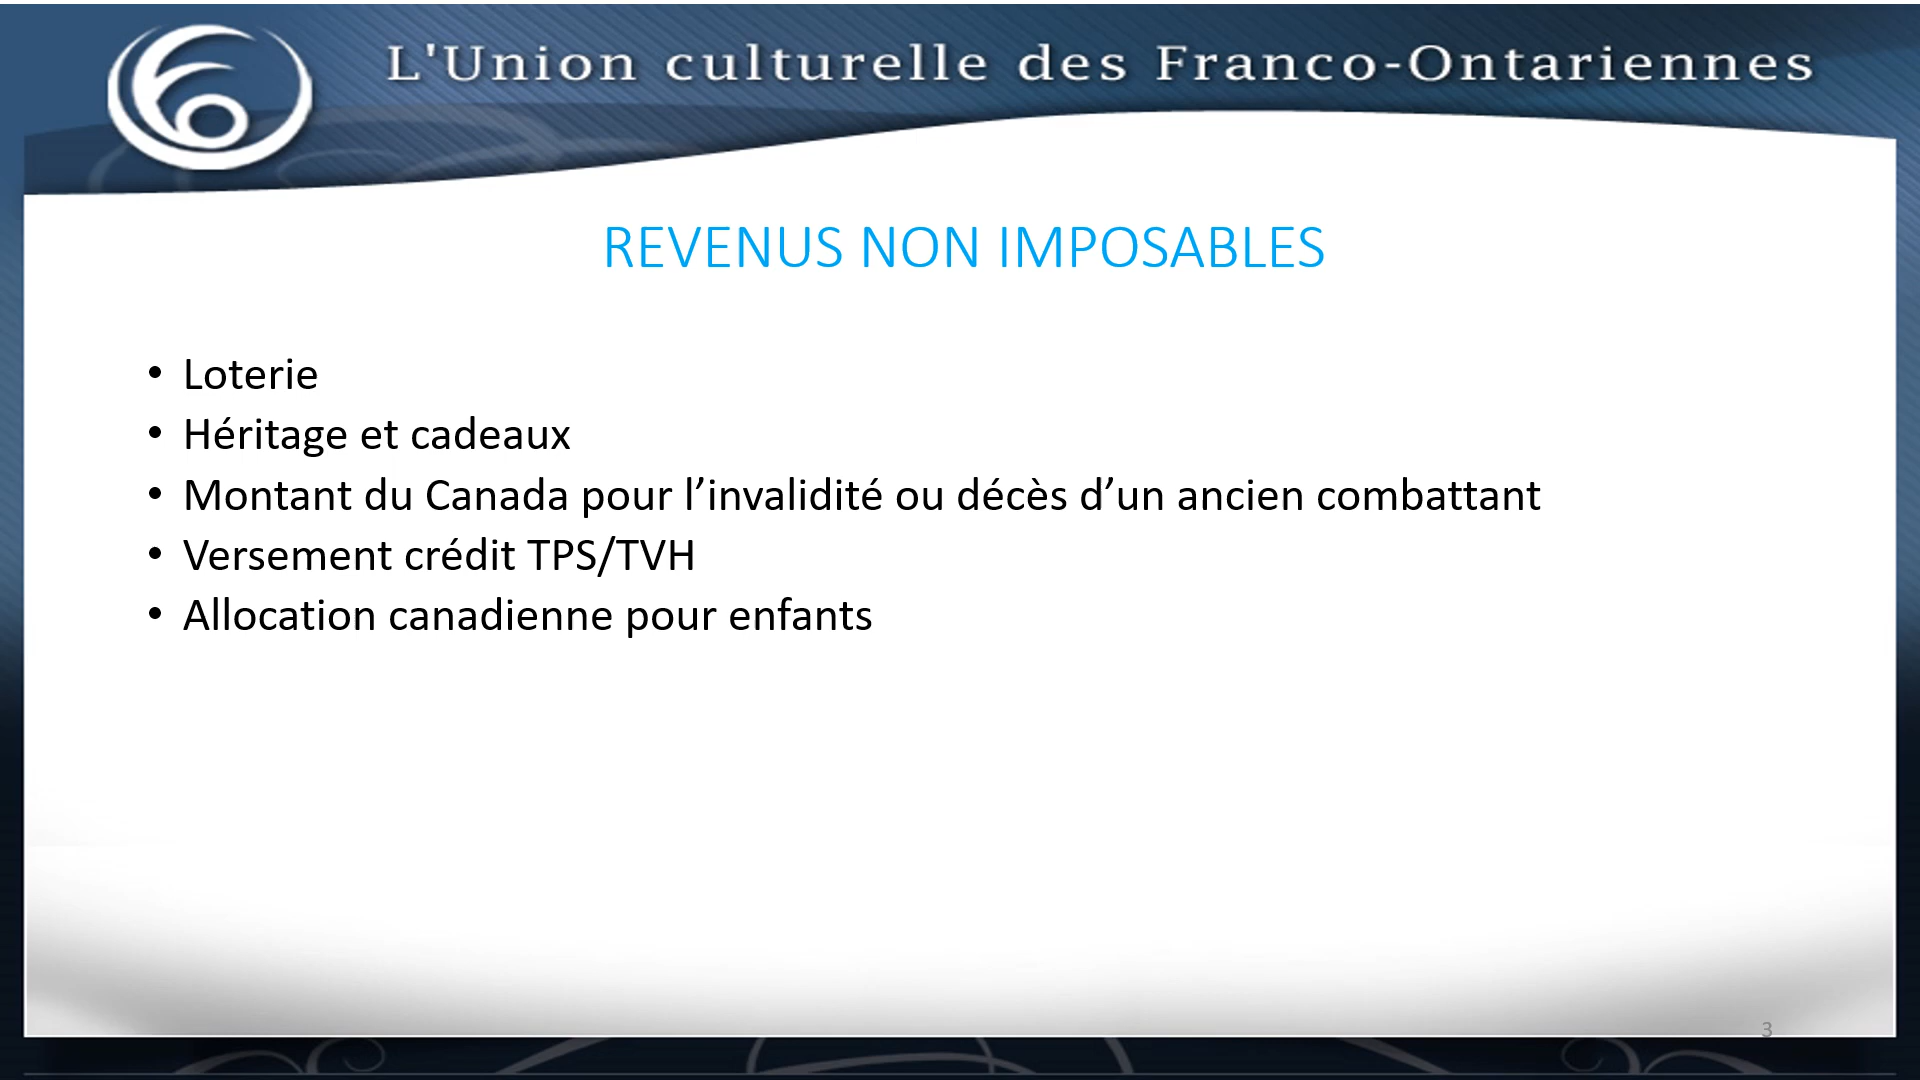 L'Union culturelle des Franco-Ontariennes
REVENUS NON IMPOSABLES
• Loterie
• Héritage et cadeaux
• Montant du Canada pour l’invalidité ou décès d’un ancien combattant
• Versement crédit TPS/TVH
• Allocation canadienne pour enfants
3